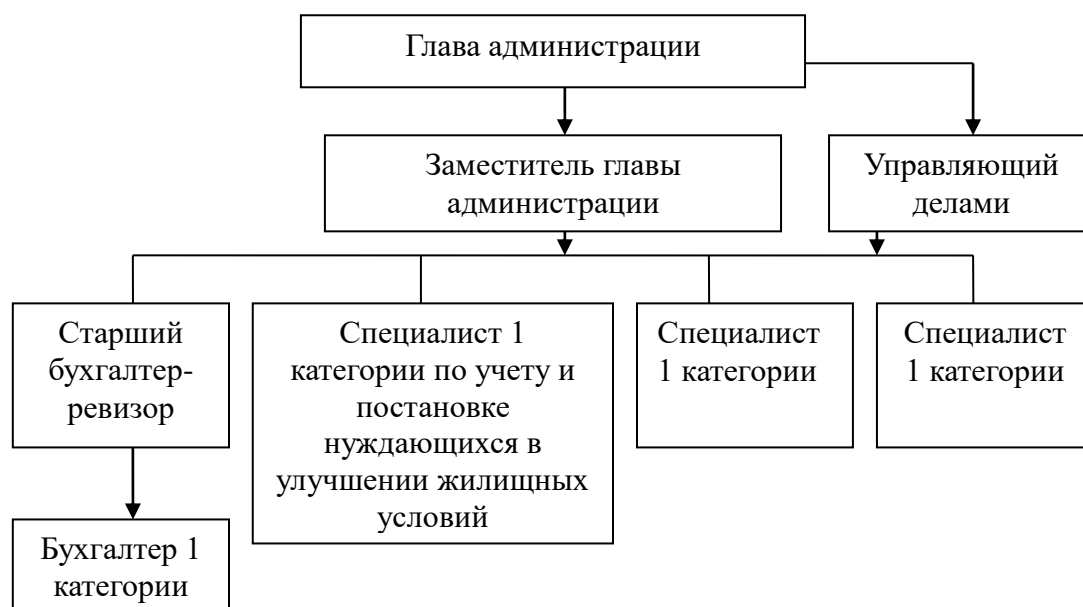 Глава администрации
Заместитель главы
администрации
Управляющий
делами
Старший
бухгалтер-
ревизор
Специалист 1
категории по учету и
постановке
нуждающихся в
улучшении жилищных
условий
Специалист
1 категории
Специалист
1 категории
Бухгалтер 1
категории